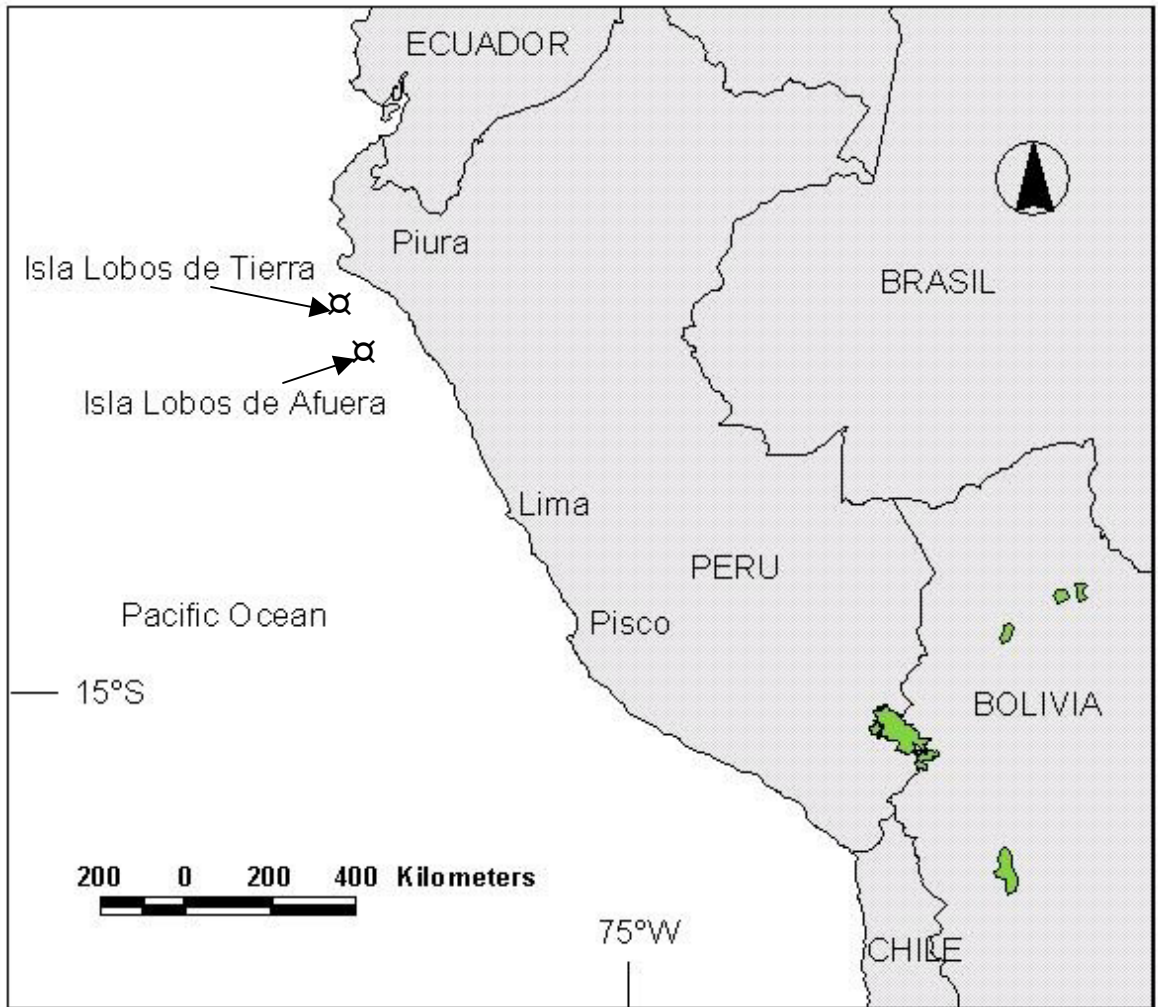 ECUADOR
Piura
Isla Lobos de Tierra
BRASIL
Isla Lobos de Afuera
Lima
PERU
Pacific Ocean
Pisco
15°S
BOLIVIA
200 0 200 400 Kilometers
75°W
CHILE